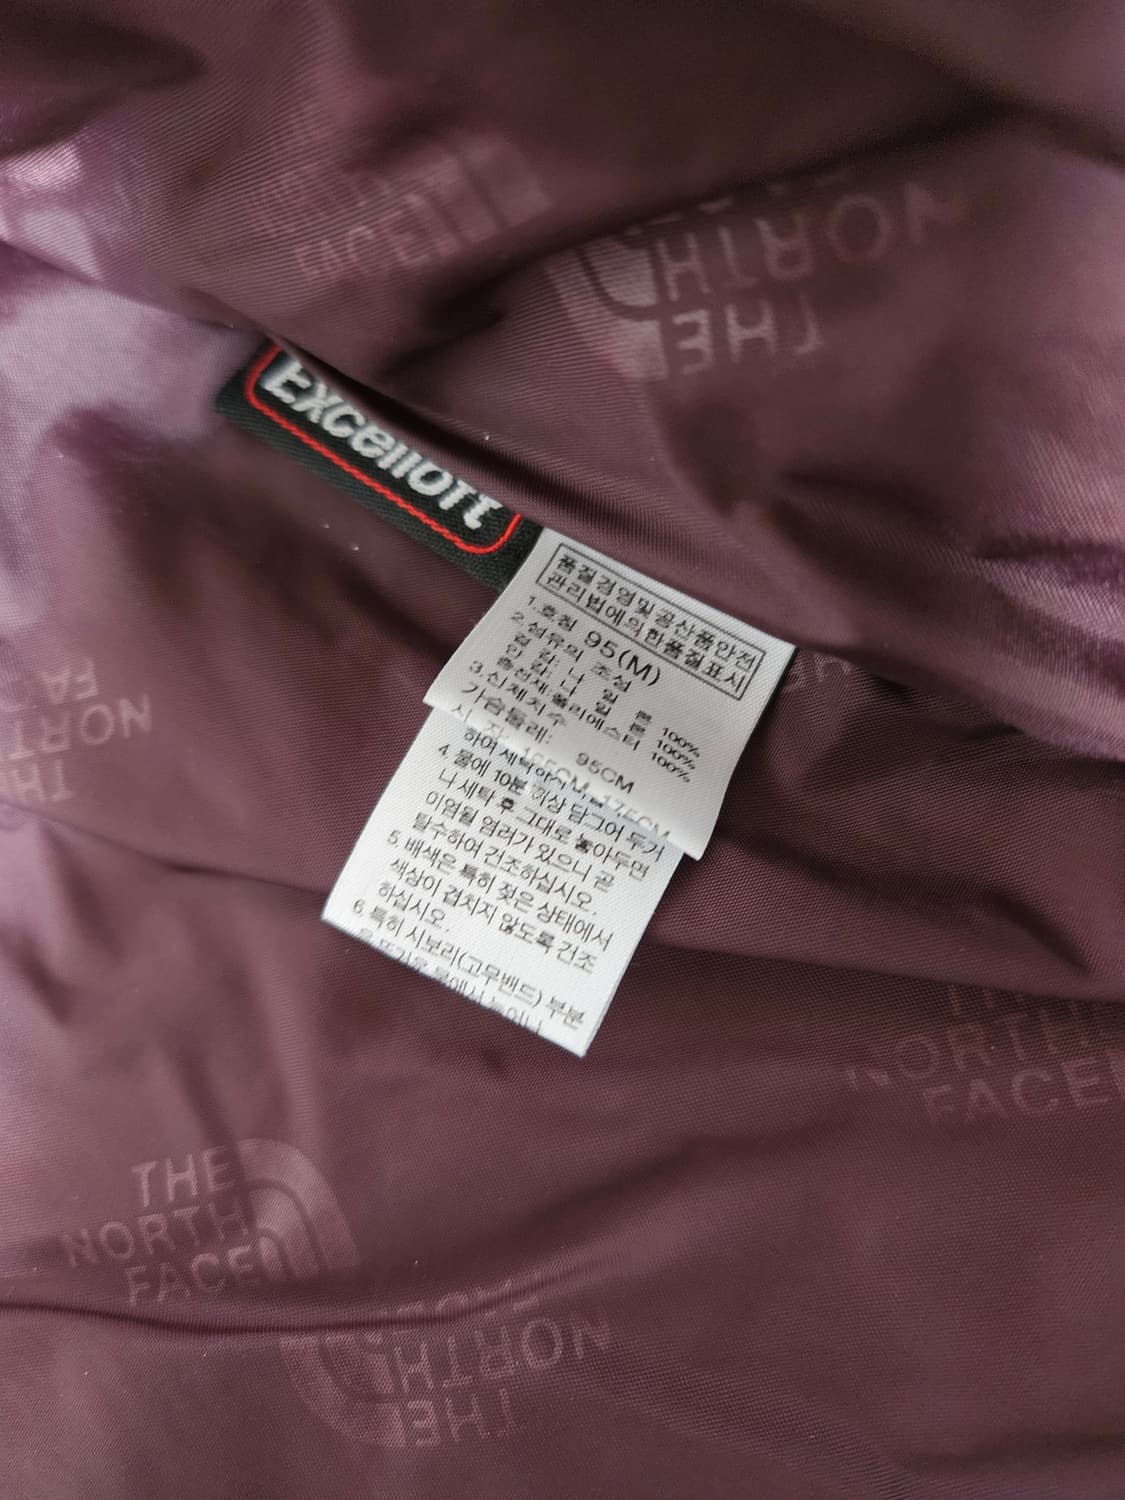 Excelloft
품질경영및공산품안전
관리법에의한품질표시
1.호칭 95(M)
2.섬유의 조성
겉 감: 나 일 론 100%
안 감: 나 일 론 100%
충전재:폴리에스터 100%
3.신체치수
가슴둘레: 95CM
하여 세탁하
4.물에 10분 이상 담그어 두거
나 세탁 후 그대로 놓아두면
이염될 염려가 있으니 곧
탈수하여 건조하십시오.
5.배색은 특히 젖은 상태에서
색상이 겹치지 않도록 건조
하십시오.
6.특히 시보리(고무밴드) 부분
THE
NORTH
FACE
THE
NORTH
THE
NORTH
FA
THE
NORTH
NORTH
FACE
THE
NORTH
FACE